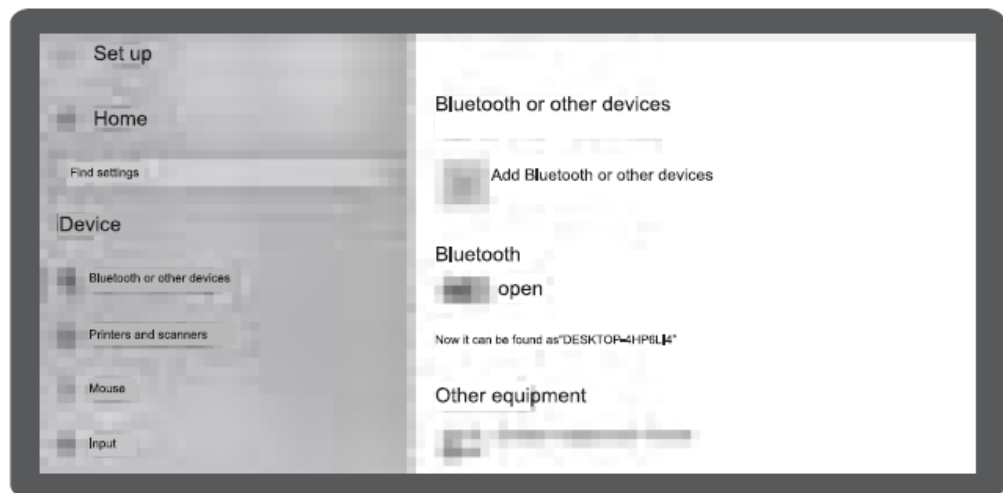 Set up
Home
Find settings
Device
Bluetooth or other devices
Printers and scanners
Mouse
Input
Bluetooth or other devices
Add Bluetooth or other devices
Bluetooth
open
Now it can be found as"DESKTOP-4HP6LI4"
Other equipment